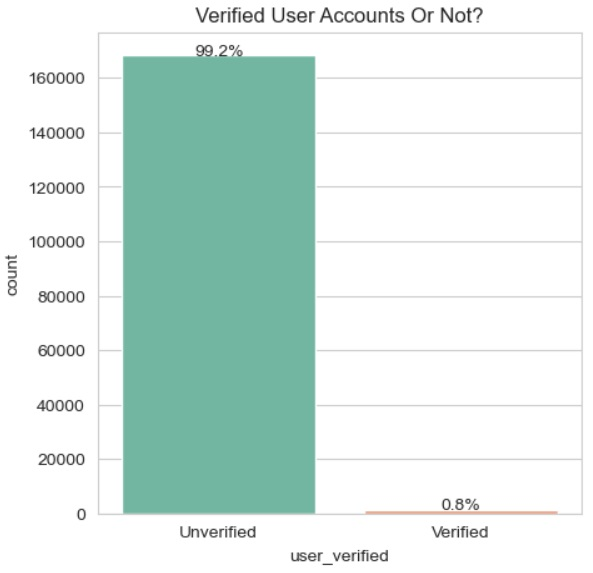 Verified User Accounts Or Not?
99.2%
160000
140000
120000
100000
80000
60000
40000
20000
0
count
0.8%
Unverified
Verified
user_verified